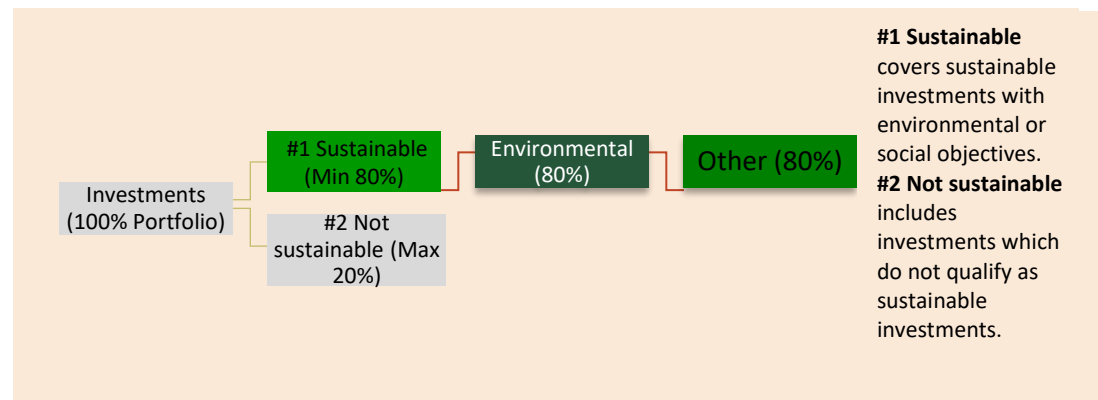 Investments
(100% Portfolio)
#1 Sustainable
(Min 80%)
#2 Not
sustainable (Max
20%)
Environmental
(80%)
Other (80%)
#1 Sustainable
covers sustainable
investments with
environmental or
social objectives.
#2 Not sustainable
includes
investments which
do not qualify as
sustainable
investments.